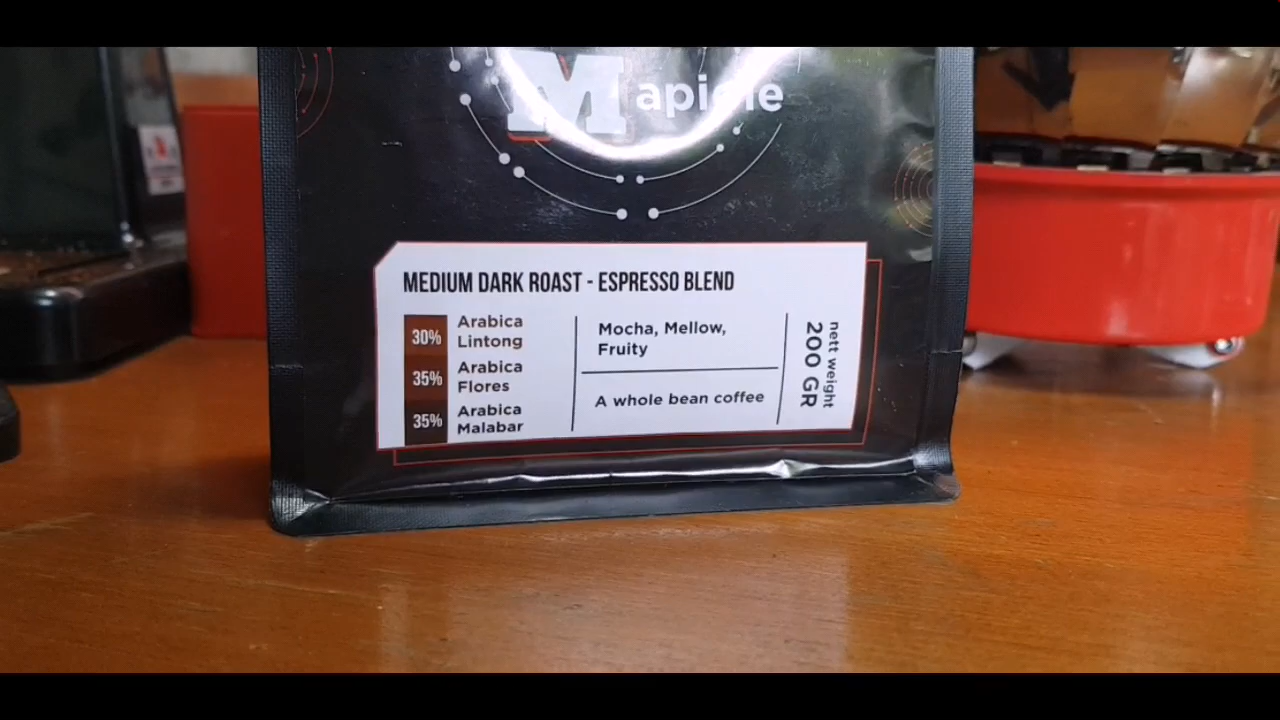 MEDIUM DARK ROAST - ESPRESSO BLEND
30% Arabica
Lintong
35% Arabica
Flores
35% Arabica
Malabar
Mocha, Mellow,
Fruity
A whole bean coffee
nett weight
200 GR